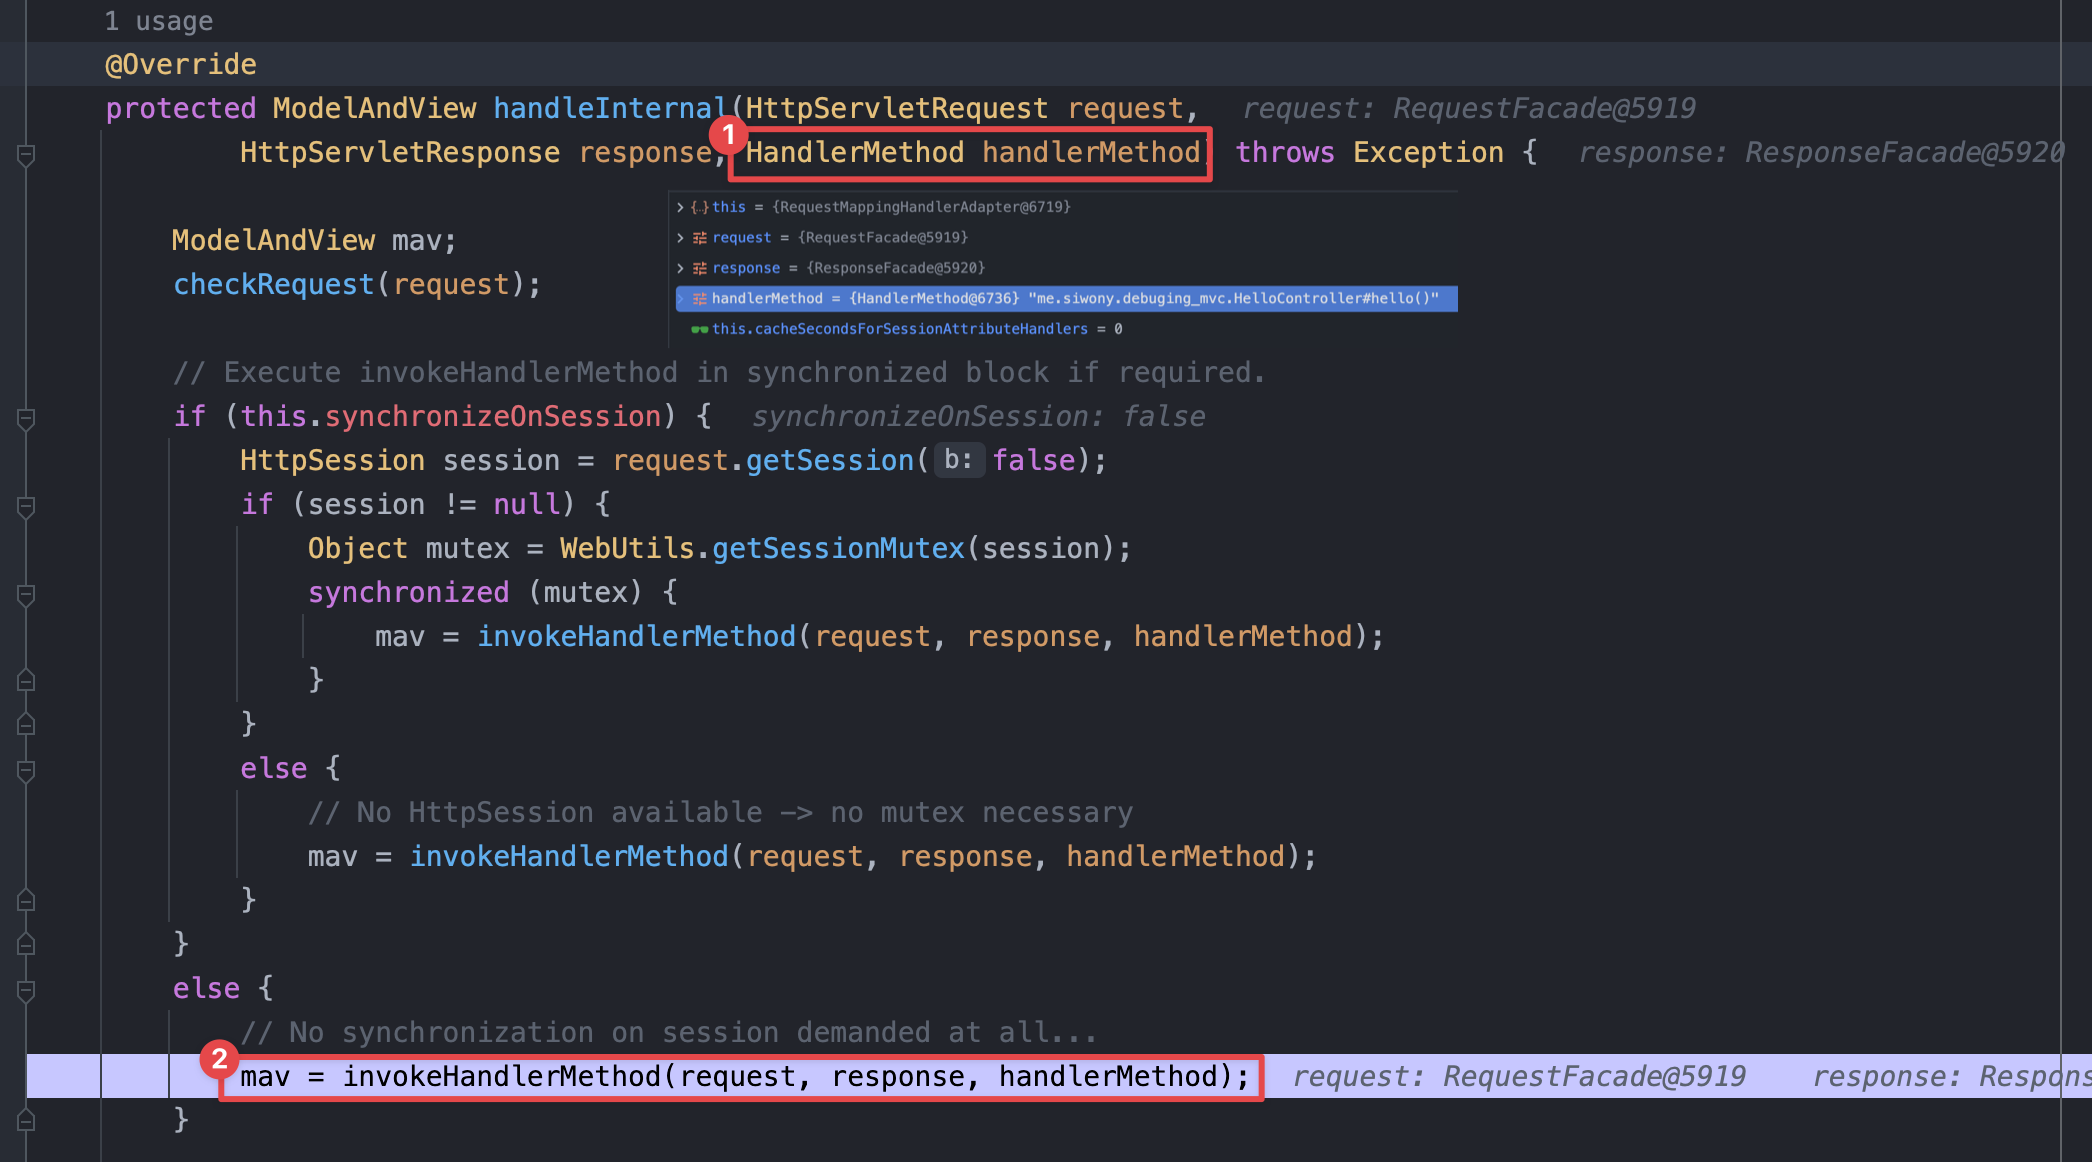 1 usage
@Override
protected ModelAndView handleInternal(HttpServletRequest request, request: RequestFacade@5919
1
HttpServletResponse response, HandlerMethod handlerMethod) throws Exception { response: ResponseFacade@5920
this = {RequestMappingHandlerAdapter@6719}
request = {RequestFacade@5919}
response = {ResponseFacade@5920}
handlerMethod = {HandlerMethod@6736} "me.siwony.debuging_mvc.HelloController#hello()"
this.cacheSecondsForSessionAttributeHandlers = 0
ModelAndView mav;
checkRequest(request);
// Execute invokeHandlerMethod in synchronized block if required.
if (this.synchronizeOnSession) { synchronizeOnSession: false
HttpSession session = request.getSession( b: false);
if (session != null) {
Object mutex = WebUtils.getSessionMutex(session);
synchronized (mutex) {
mav = invokeHandlerMethod(request, response, handlerMethod);
}
}
else {
// No HttpSession available -> no mutex necessary
mav = invokeHandlerMethod(request, response, handlerMethod);
}
}
else {
// No synchronization on session demanded at all...
2
mav = invokeHandlerMethod(request, response, handlerMethod); request: RequestFacade@5919 response: Respons
}